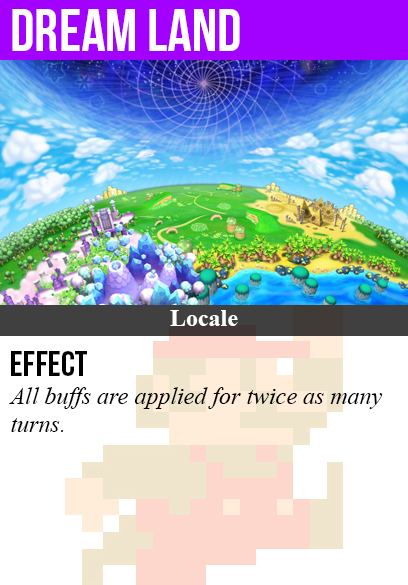 DREAM LAND
Locale
EFFECT
All buffs are applied for twice as many
turns.